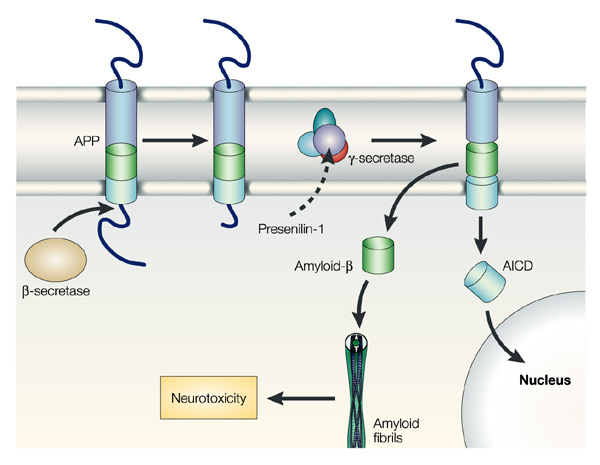 APP
γ-secretase
Presenilin-1
β-secretase
Amyloid-β
AICD
Nucleus
Neurotoxicity
Amyloid
fibrils